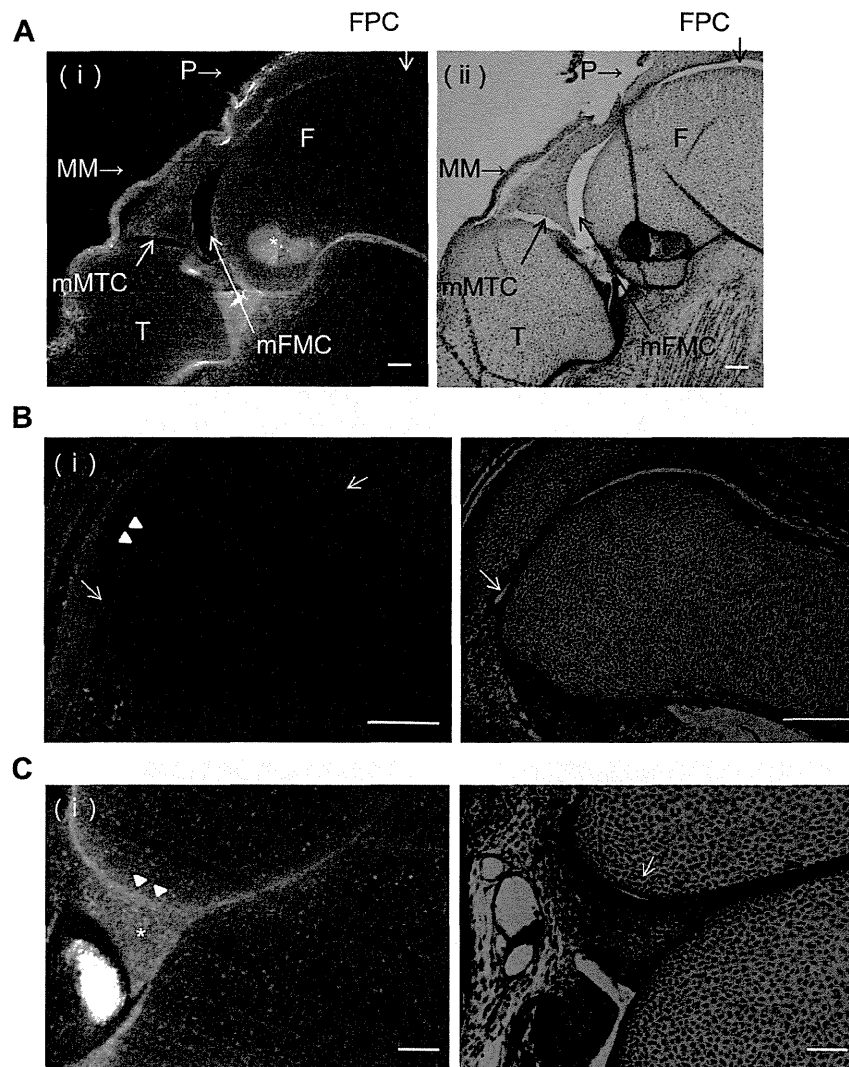 FPC FPC
A
( i ) P→ ( ii ) P→
F F
MM→ MM→
*
mMTC mMTC
T mFMC T mFMC
B
( i )
C
( i )
*